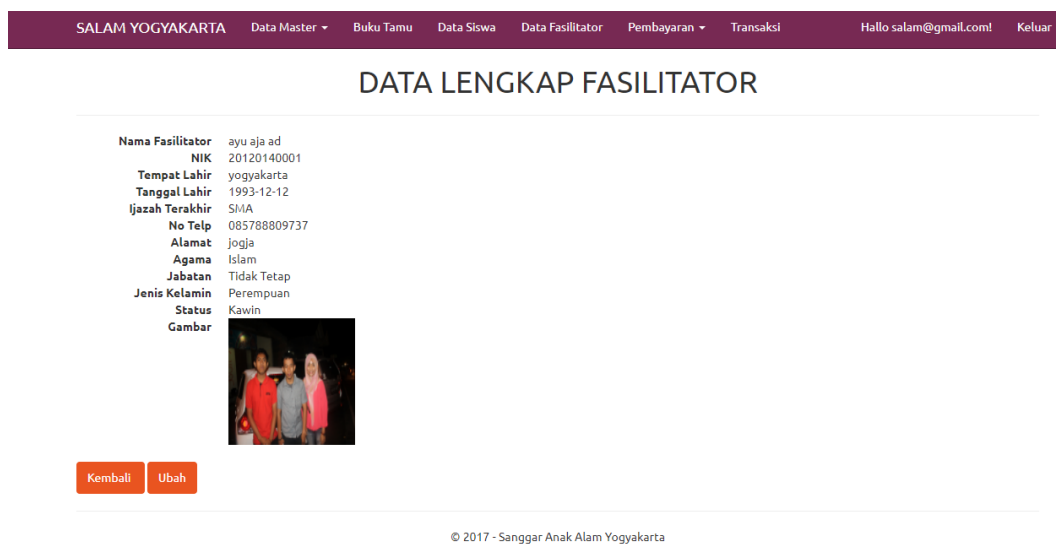 SALAM YOGYAKARTA Data Master Buku Tamu Data Siswa Data Fasilitator Pembayaran Transaksi Hallo salam@gmail.com! Keluar
DATA LENGKAP FASILITATOR
Nama Fasilitator ayu aja ad
NIK 20120140001
Tempat Lahir yogyakarta
Tanggal Lahir 1993-12-12
Ijazah Terakhir SMA
No Telp 085788809737
Alamat jogja
Agama Islam
Jabatan Tidak Tetap
Jenis Kelamin Perempuan
Status Kawin
Gambar
Kembali Ubah
© 2017 - Sanggar Anak Alam Yogyakarta